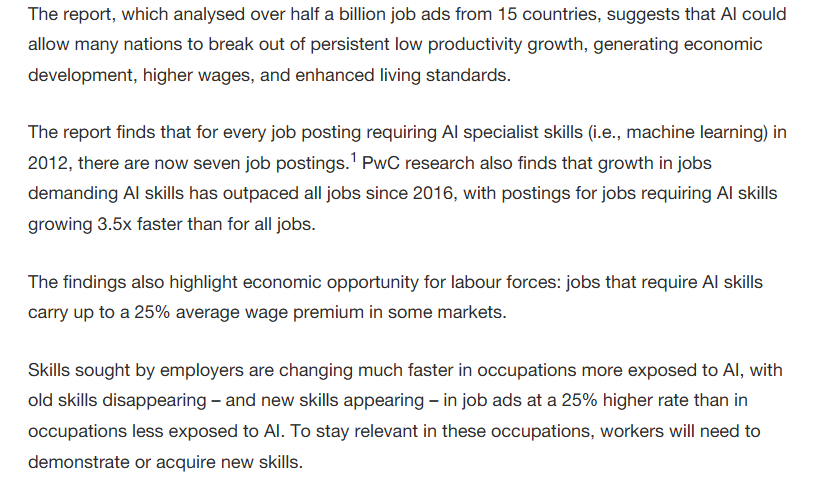 The report, which analysed over half a billion job ads from 15 countries, suggests that AI could
allow many nations to break out of persistent low productivity growth, generating economic
development, higher wages, and enhanced living standards.
The report finds that for every job posting requiring AI specialist skills (i.e., machine learning) in
2012, there are now seven job postings.¹ PwC research also finds that growth in jobs
demanding AI skills has outpaced all jobs since 2016, with postings for jobs requiring AI skills
growing 3.5x faster than for all jobs.
The findings also highlight economic opportunity for labour forces: jobs that require AI skills
carry up to a 25% average wage premium in some markets.
Skills sought by employers are changing much faster in occupations more exposed to AI, with
old skills disappearing – and new skills appearing – in job ads at a 25% higher rate than in
occupations less exposed to AI. To stay relevant in these occupations, workers will need to
demonstrate or acquire new skills.